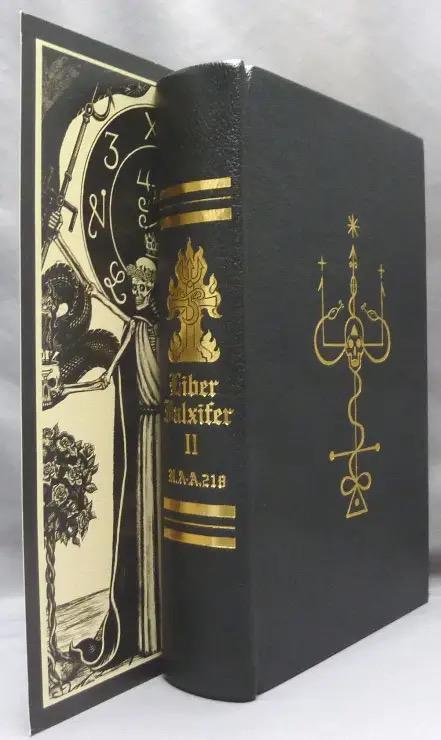 Liber
Falxifer
II
N.A-A.218